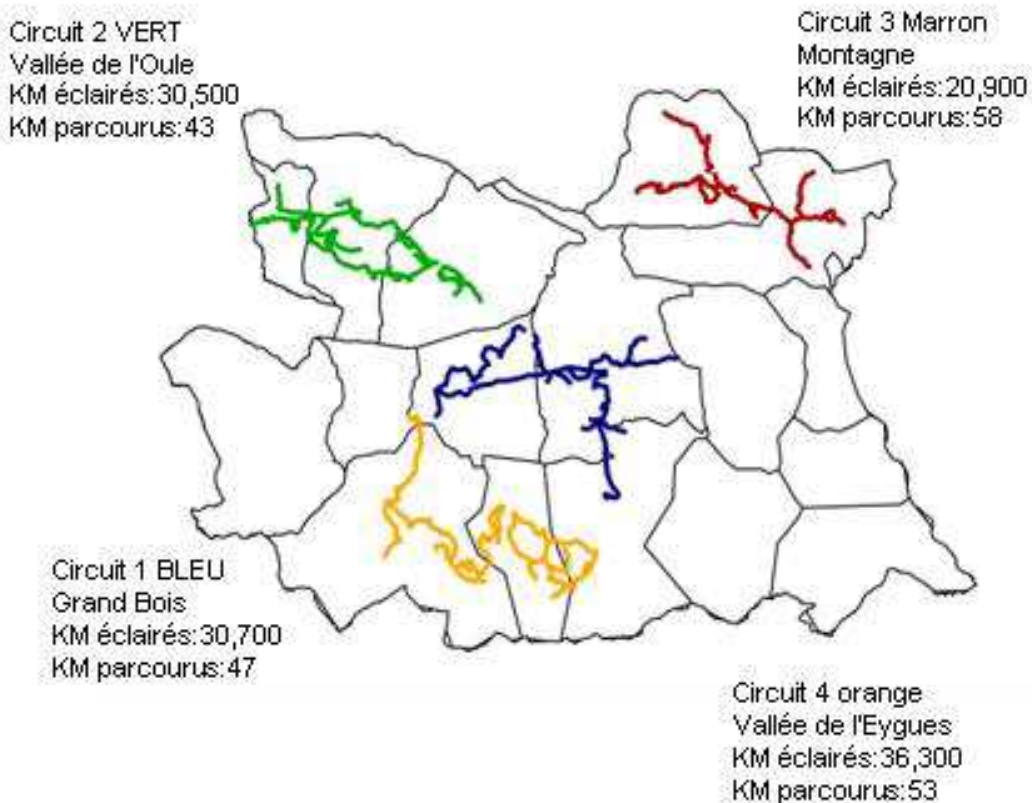 Circuit 2 VERT
Vallée de l'Oule
KM éclairés:30,500
KM parcourus:43
Circuit 3 Marron
Montagne
KM éclairés:20,900
KM parcourus:58
Circuit 1 BLEU
Grand Bois
KM éclairés:30,700
KM parcourus:47
Circuit 4 orange
Vallée de l'Eygues
KM éclairés:36,300
KM parcourus:53